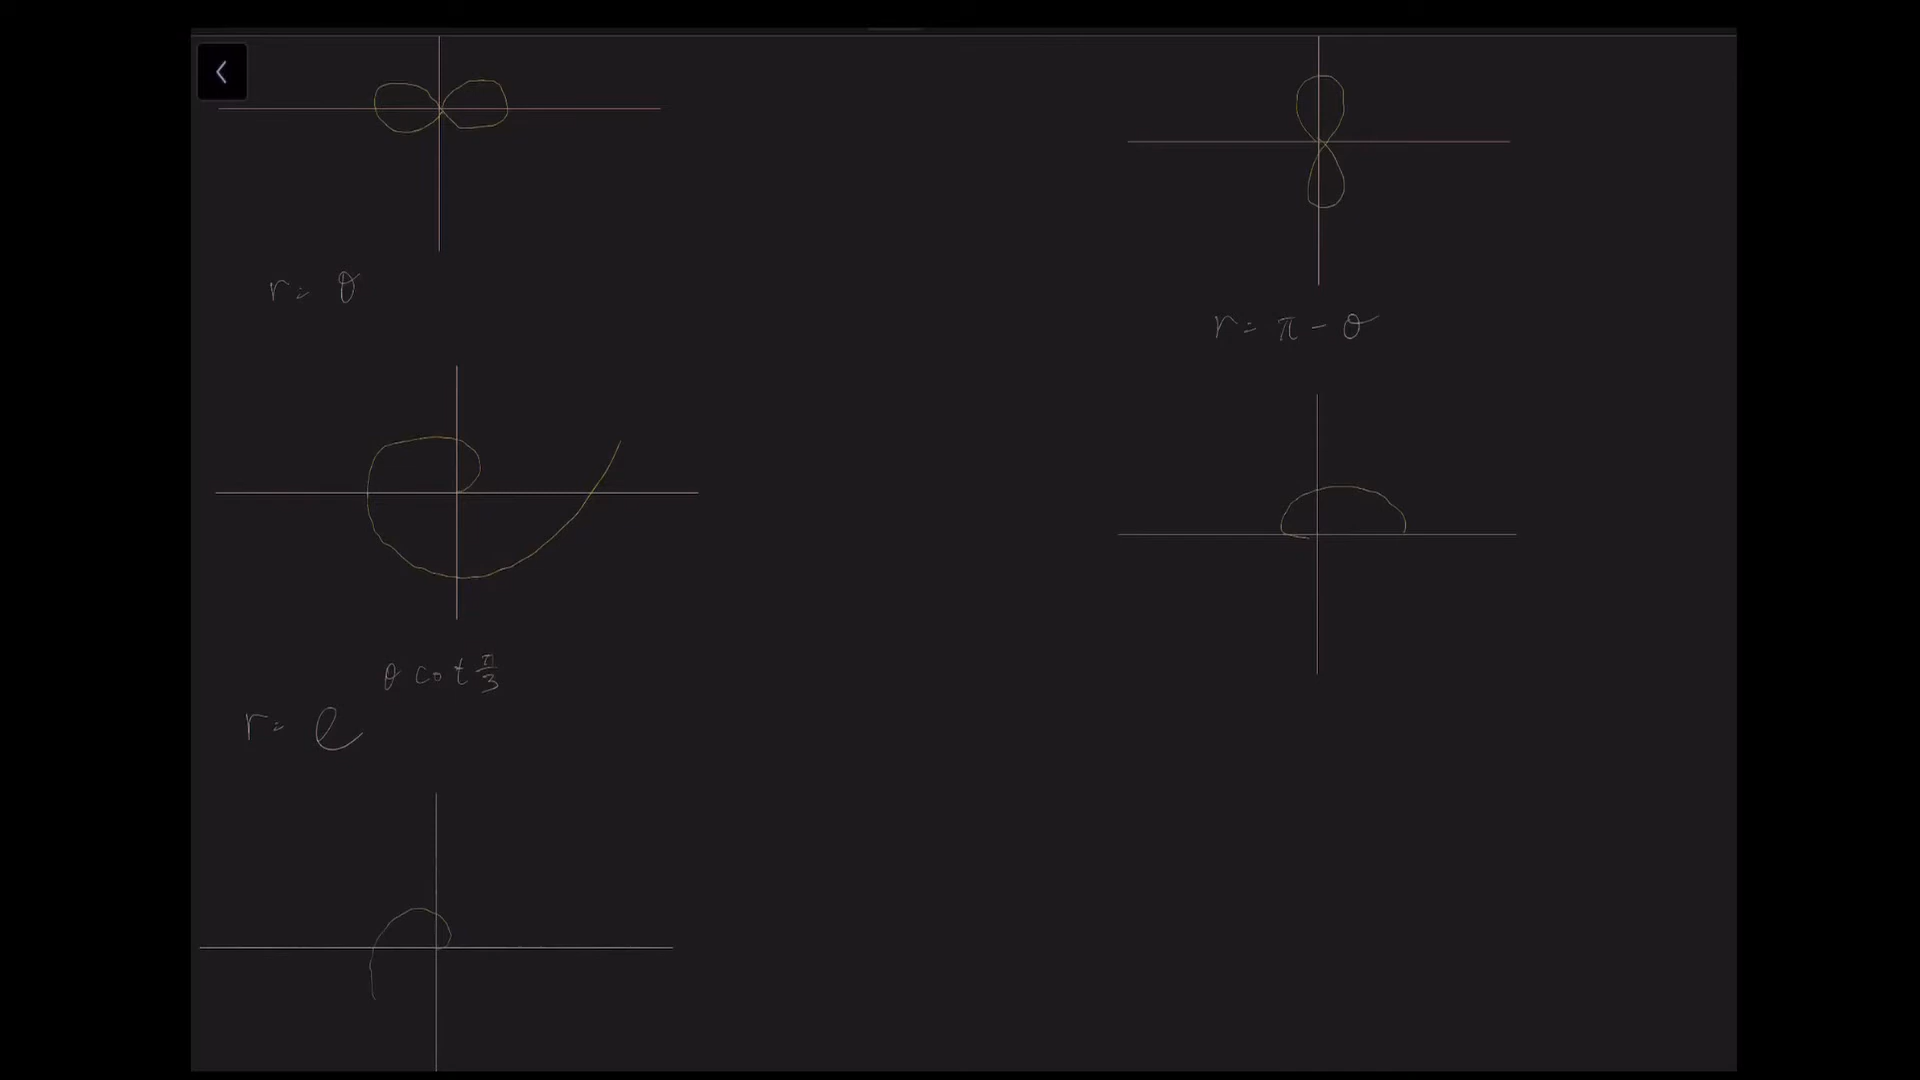 r = θ
r = π - θ
r = e^{θ cot π/3}